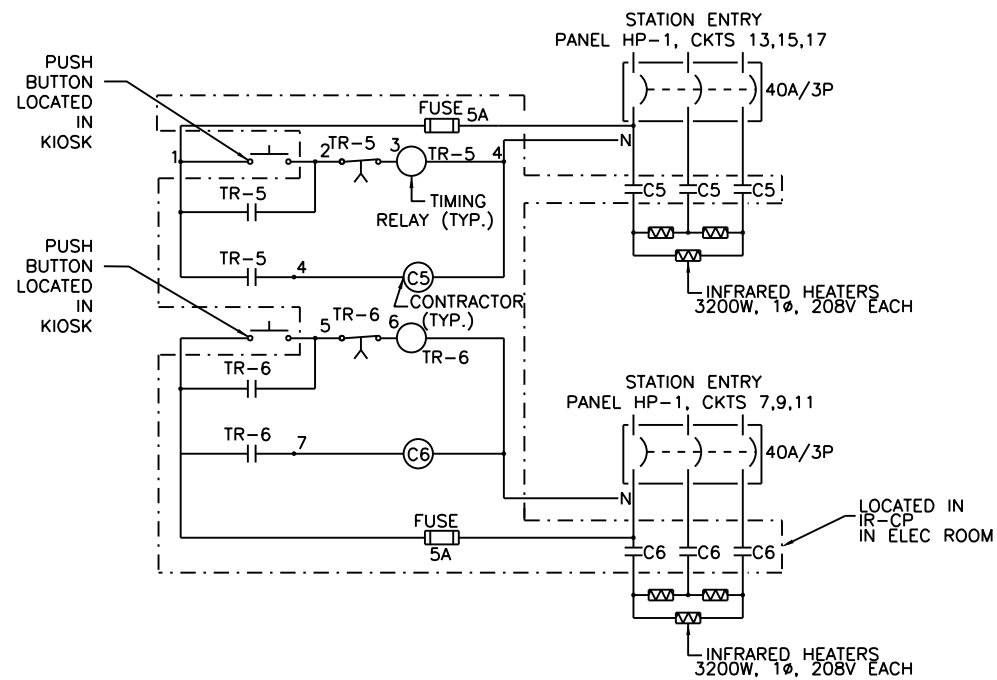 STATION ENTRY
PANEL HP-1, CKTS 13,15,17
40A/3P
PUSH
BUTTON
LOCATED
IN
KIOSK
FUSE
5A
N
1
2
TR-5
3
TR-5
4
TR-5
TIMING
RELAY (TYP.)
C5
C5
C5
TR-5
4
C5
CONTRACTOR
(TYP.)
INFRARED HEATERS
3200W, 1ø, 208V EACH
PUSH
BUTTON
LOCATED
IN
KIOSK
5
TR-6
6
TR-6
TR-6
STATION ENTRY
PANEL HP-1, CKTS 7,9,11
40A/3P
TR-6
7
C6
N
FUSE
5A
C6
C6
C6
LOCATED IN
IR-CP
IN ELEC ROOM
INFRARED HEATERS
3200W, 1ø, 208V EACH